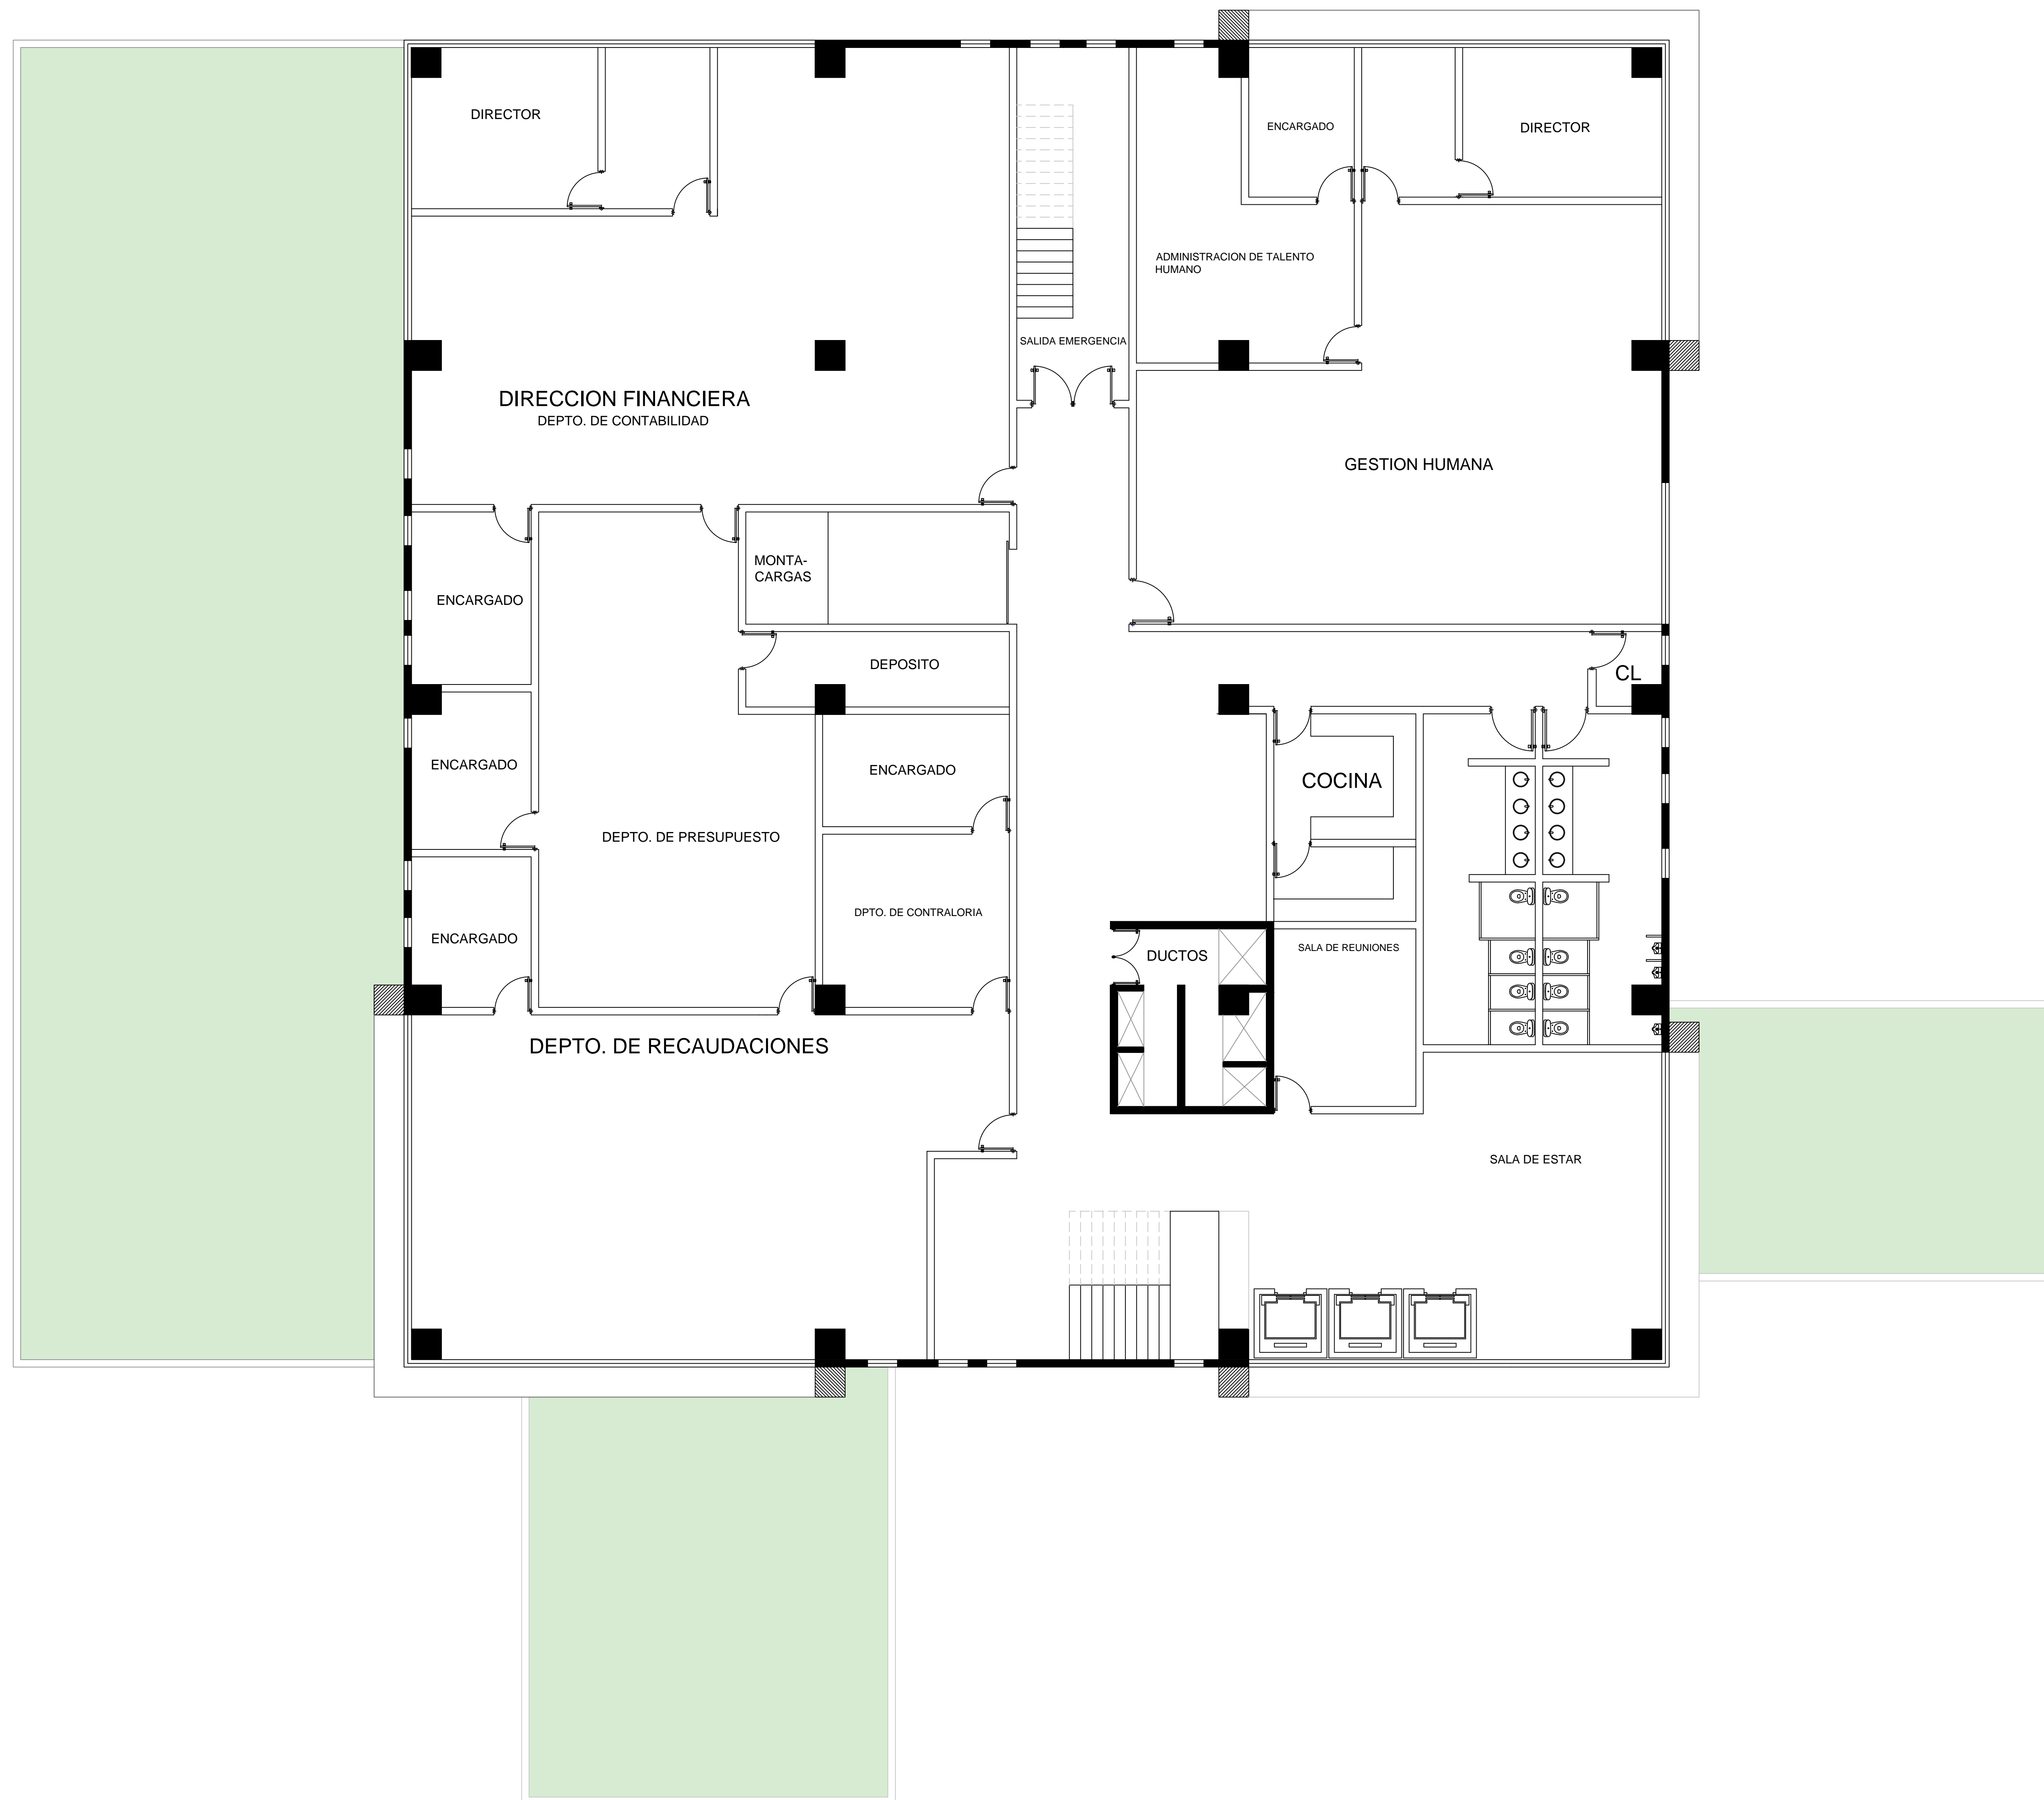 DIRECTOR
ENCARGADO
DIRECTOR
ADMINISTRACION DE TALENTO
HUMANO
SALIDA EMERGENCIA
DIRECCION FINANCIERA
DEPTO. DE CONTABILIDAD
GESTION HUMANA
MONTA-
CARGAS
ENCARGADO
DEPOSITO
CL
ENCARGADO
ENCARGADO
COCINA
DEPTO. DE PRESUPUESTO
DPTO. DE CONTRALORIA
ENCARGADO
SALA DE REUNIONES
DUCTOS
DEPTO. DE RECAUDACIONES
SALA DE ESTAR